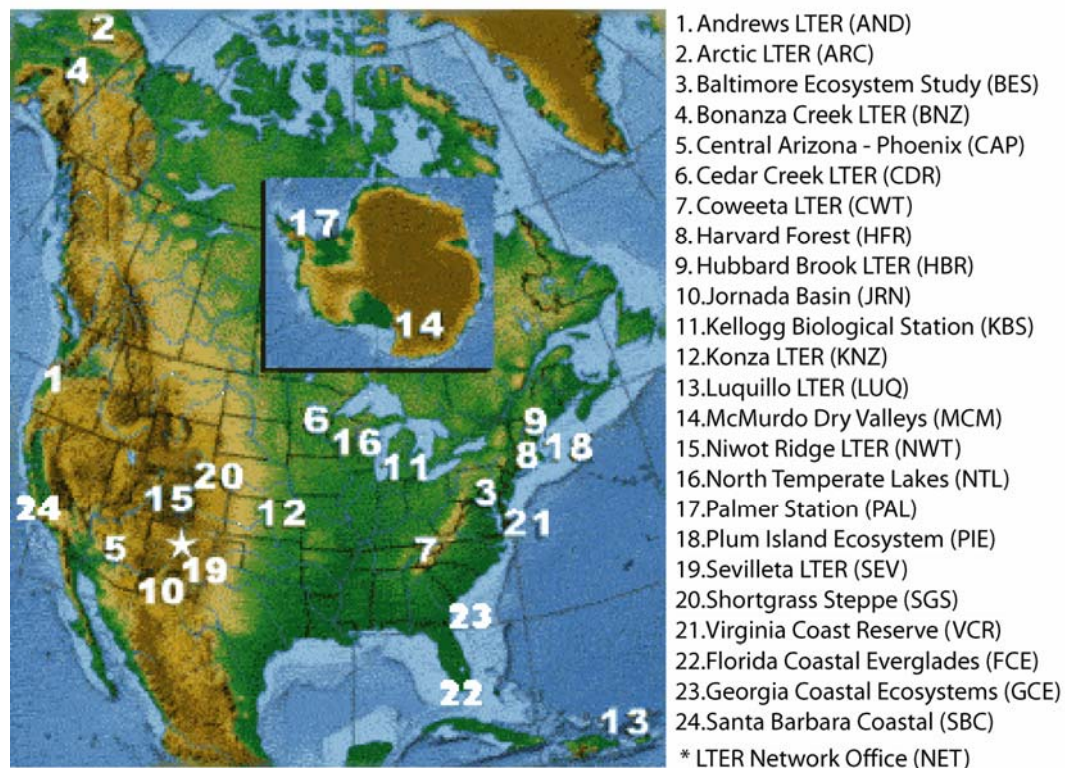 1. Andrews LTER (AND)
2. Arctic LTER (ARC)
3. Baltimore Ecosystem Study (BES)
4. Bonanza Creek LTER (BNZ)
5. Central Arizona - Phoenix (CAP)
6. Cedar Creek LTER (CDR)
7. Coweeta LTER (CWT)
8. Harvard Forest (HFR)
9. Hubbard Brook LTER (HBR)
10.Jornada Basin (JRN)
11.Kellogg Biological Station (KBS)
12.Konza LTER (KNZ)
13.Luquillo LTER (LUQ)
14.McMurdo Dry Valleys (MCM)
15.Niwot Ridge LTER (NWT)
16.North Temperate Lakes (NTL)
17.Palmer Station (PAL)
18.Plum Island Ecosystem (PIE)
19.Sevilleta LTER (SEV)
20.Shortgrass Steppe (SGS)
21.Virginia Coast Reserve (VCR)
22.Florida Coastal Everglades (FCE)
23.Georgia Coastal Ecosystems (GCE)
24.Santa Barbara Coastal (SBC)
* LTER Network Office (NET)
2
4
17
14
1
6
16
11
9
18
8
20
15
24
12
3
21
5
19
10
7
23
22
13